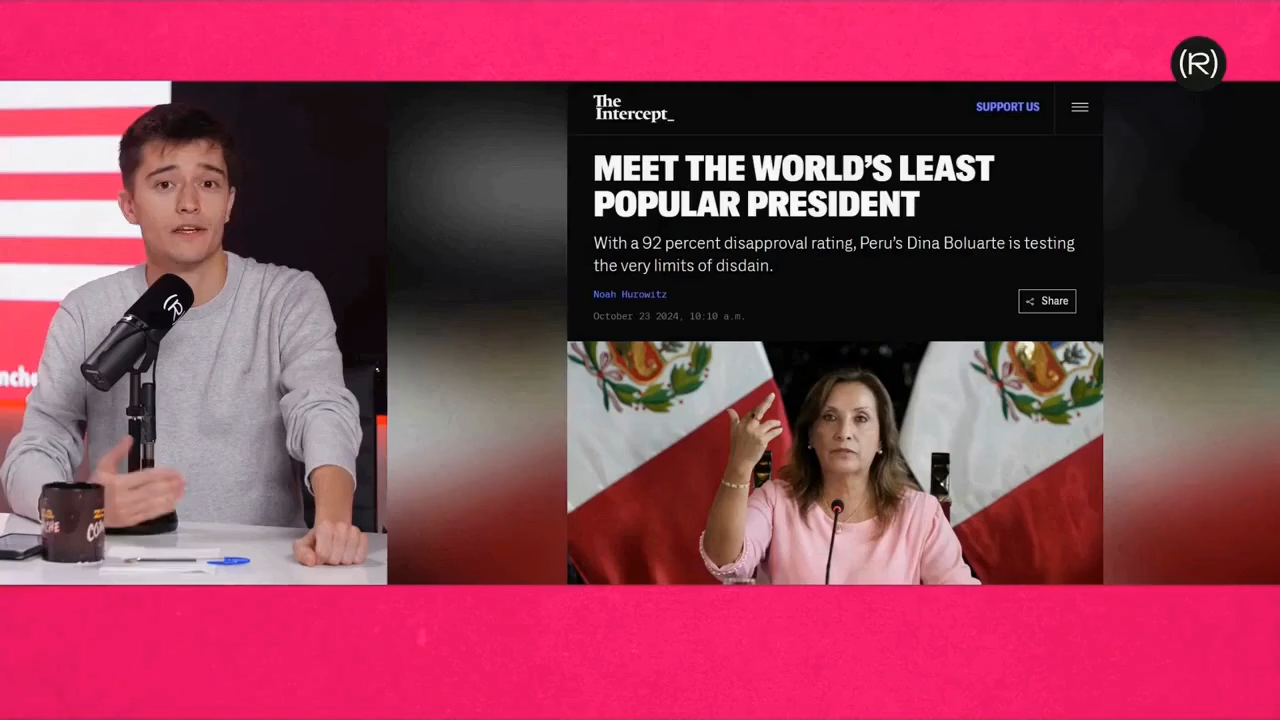 (R)
The
Intercept_
SUPPORT US
MEET THE WORLD'S LEAST
POPULAR PRESIDENT
With a 92 percent disapproval rating, Peru's Dina Boluarte is testing
the very limits of disdain.
Noah Hurowitz
October 23 2024, 10:10 a.m.
Share